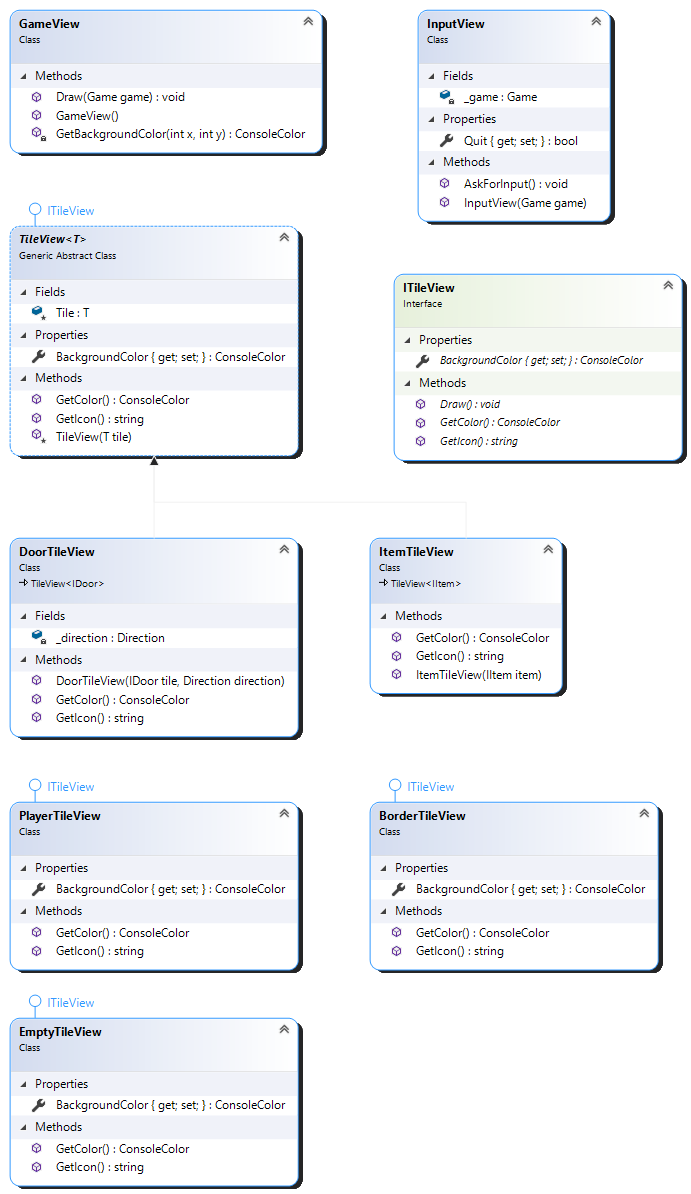 GameView
Class
Methods
Draw(Game game) : void
GameView()
GetBackgroundColor(int x, int y) : ConsoleColor
InputView
Class
Fields
_game : Game
Properties
Quit { get; set; } : bool
Methods
AskForInput() : void
InputView(Game game)
ITileView
TileView<T>
Generic Abstract Class
Fields
Tile : T
Properties
BackgroundColor { get; set; } : ConsoleColor
Methods
GetColor() : ConsoleColor
GetIcon() : string
TileView(T tile)
ITileView
Interface
Properties
BackgroundColor { get; set; } : ConsoleColor
Methods
Draw() : void
GetColor() : ConsoleColor
GetIcon() : string
DoorTileView
Class
TileView<IDoor>
Fields
_direction : Direction
Methods
DoorTileView(IDoor tile, Direction direction)
GetColor() : ConsoleColor
GetIcon() : string
ItemTileView
Class
TileView<IItem>
Methods
GetColor() : ConsoleColor
GetIcon() : string
ItemTileView(IItem item)
ITileView
PlayerTileView
Class
Properties
BackgroundColor { get; set; } : ConsoleColor
Methods
GetColor() : ConsoleColor
GetIcon() : string
ITileView
BorderTileView
Class
Properties
BackgroundColor { get; set; } : ConsoleColor
Methods
GetColor() : ConsoleColor
GetIcon() : string
ITileView
EmptyTileView
Class
Properties
BackgroundColor { get; set; } : ConsoleColor
Methods
GetColor() : ConsoleColor
GetIcon() : string